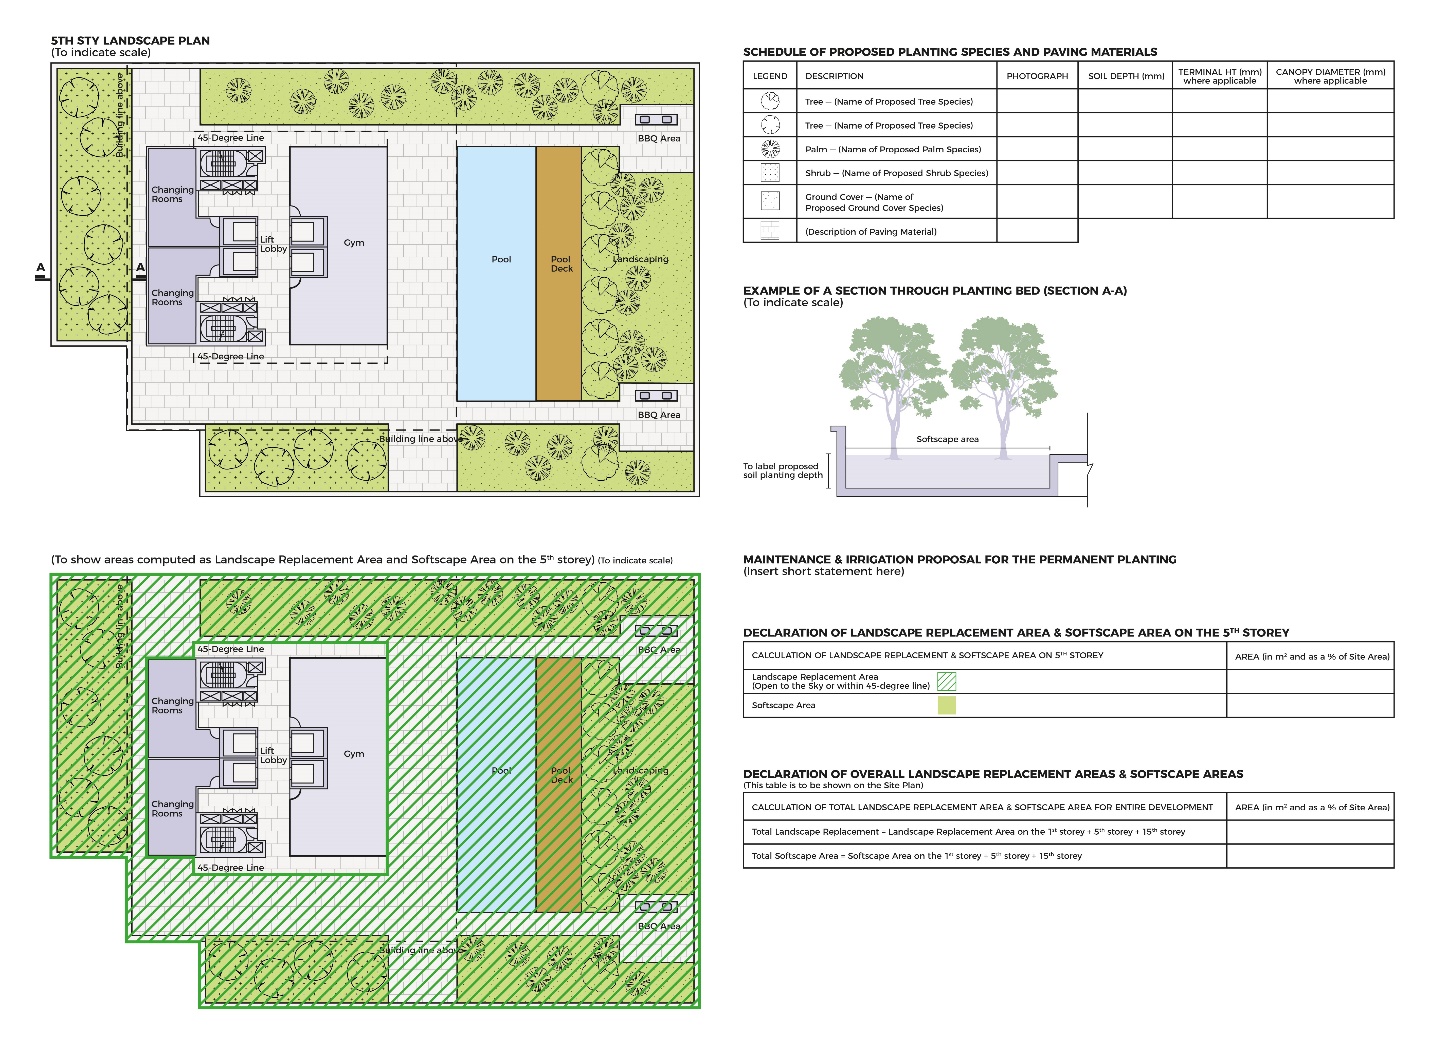 5TH STY LANDSCAPE PLAN
(To indicate scale)
Building line above
45-Degree Line
BBQ Area
Changing
Rooms
Lift
Lobby
Gym
Pool
Pool
Deck
Landscaping
A
A
Changing
Rooms
45-Degree Line
BBQ Area
Building line above
SCHEDULE OF PROPOSED PLANTING SPECIES AND PAVING MATERIALS
LEGEND
DESCRIPTION
PHOTOGRAPH
SOIL DEPTH (mm)
TERMINAL HT (mm)
where applicable
CANOPY DIAMETER (mm)
where applicable
Tree – (Name of Proposed Tree Species)
Tree – (Name of Proposed Tree Species)
Palm – (Name of Proposed Palm Species)
Shrub – (Name of Proposed Shrub Species)
Ground Cover – (Name of
Proposed Ground Cover Species)
(Description of Paving Material)
EXAMPLE OF A SECTION THROUGH PLANTING BED (SECTION A-A)
(To indicate scale)
Softscape area
To label proposed
soil planting depth
(To show areas computed as Landscape Replacement Area and Softscape Area on the 5th storey) (To indicate scale)
Building line above
45-Degree Line
BBQ Area
Changing
Rooms
Lift
Lobby
Gym
Pool
Pool
Deck
Landscaping
Changing
Rooms
45-Degree Line
BBQ Area
Building line above
MAINTENANCE & IRRIGATION PROPOSAL FOR THE PERMANENT PLANTING
(Insert short statement here)
DECLARATION OF LANDSCAPE REPLACEMENT AREA & SOFTSCAPE AREA ON THE 5TH STOREY
CALCULATION OF LANDSCAPE REPLACEMENT & SOFTSCAPE AREA ON 5TH STOREY
AREA (in m² and as a % of Site Area)
Landscape Replacement Area
(Open to the Sky or within 45-degree line)
Softscape Area
DECLARATION OF OVERALL LANDSCAPE REPLACEMENT AREAS & SOFTSCAPE AREAS
(This table is to be shown on the Site Plan)
CALCULATION OF TOTAL LANDSCAPE REPLACEMENT AREA & SOFTSCAPE AREA FOR ENTIRE DEVELOPMENT
AREA (in m² and as a % of Site Area)
Total Landscape Replacement = Landscape Replacement Area on the 1st storey + 5th storey + 15th storey
Total Softscape Area = Softscape Area on the 1st storey + 5th storey + 15th storey